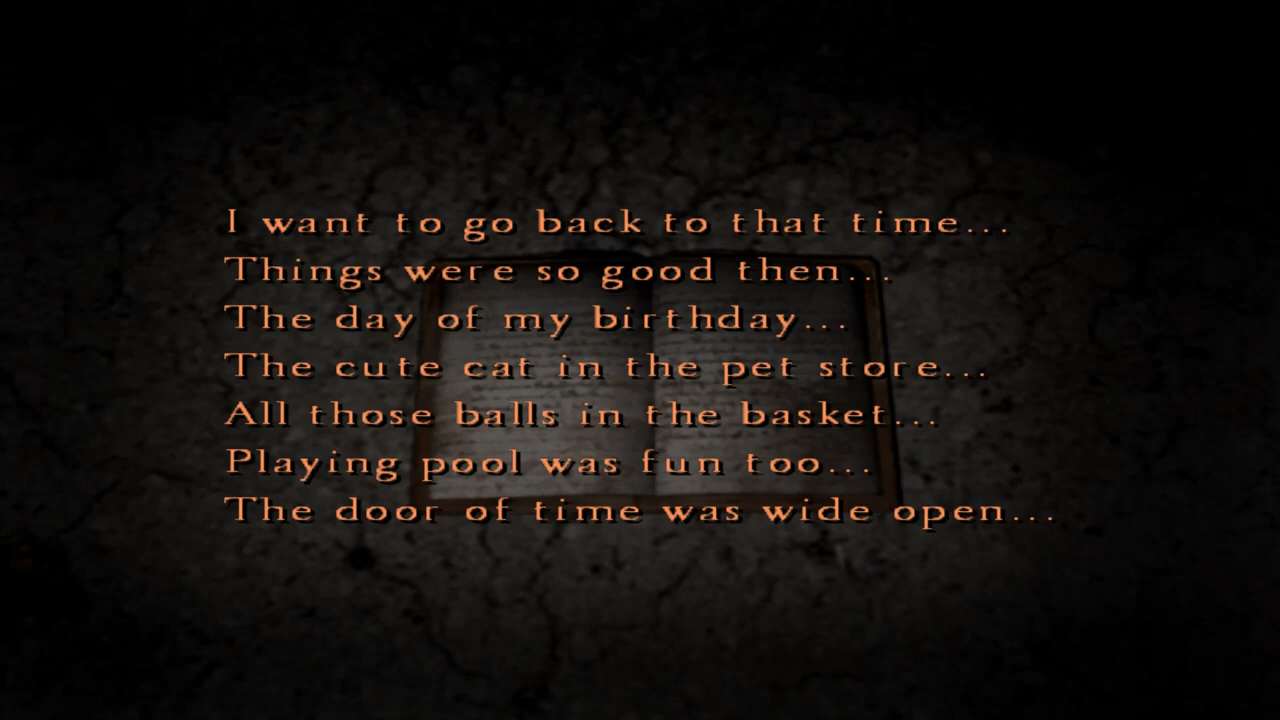 I want to go back to that time...
Things were so good then...
The day of my birthday...
The cute cat in the pet store...
All those balls in the basket...
Playing pool was fun too...
The door of time was wide open...